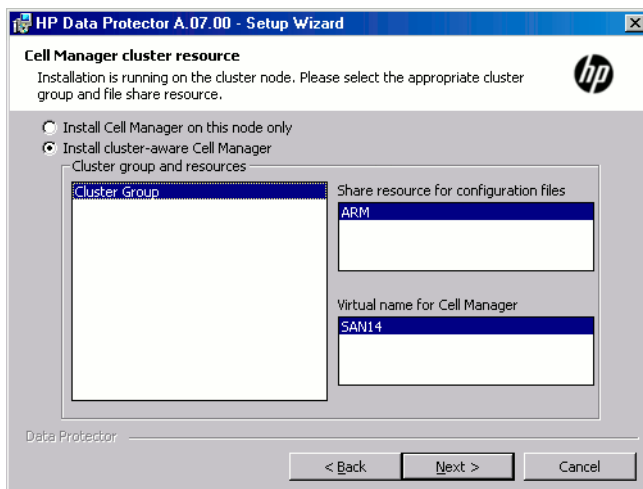 HP Data Protector A.07.00 - Setup Wizard
Cell Manager cluster resource
Installation is running on the cluster node. Please select the appropriate cluster
group and file share resource.
hp
Install Cell Manager on this node only
Install cluster-aware Cell Manager
Cluster group and resources
Cluster Group
Share resource for configuration files
ARM
Virtual name for Cell Manager
SAN14
Data Protector
< Back
Next >
Cancel